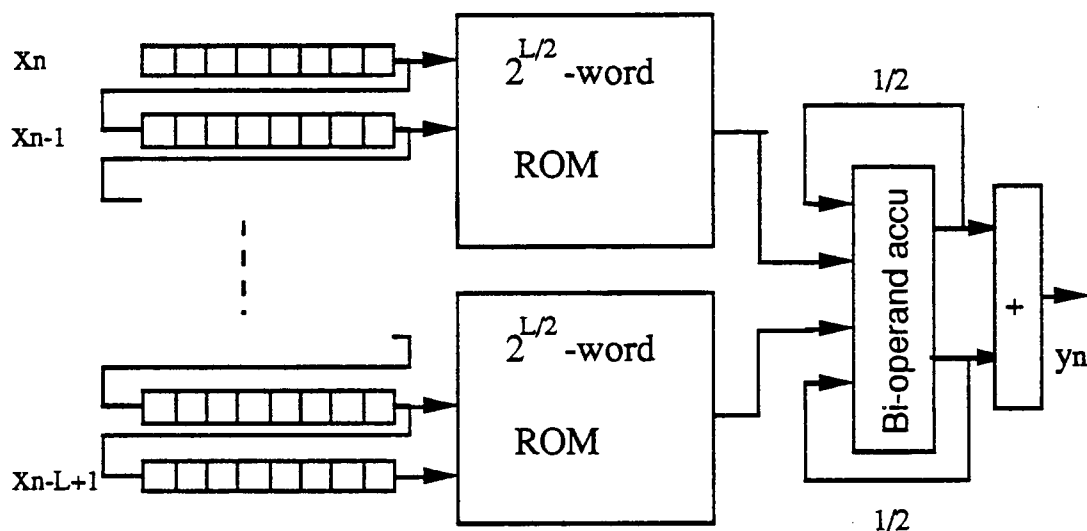 Xn
Xn-1
Xn-L+1
2^{L/2} -word
ROM
2^{L/2} -word
ROM
1/2
Bi-operand accu
1/2
+
yn